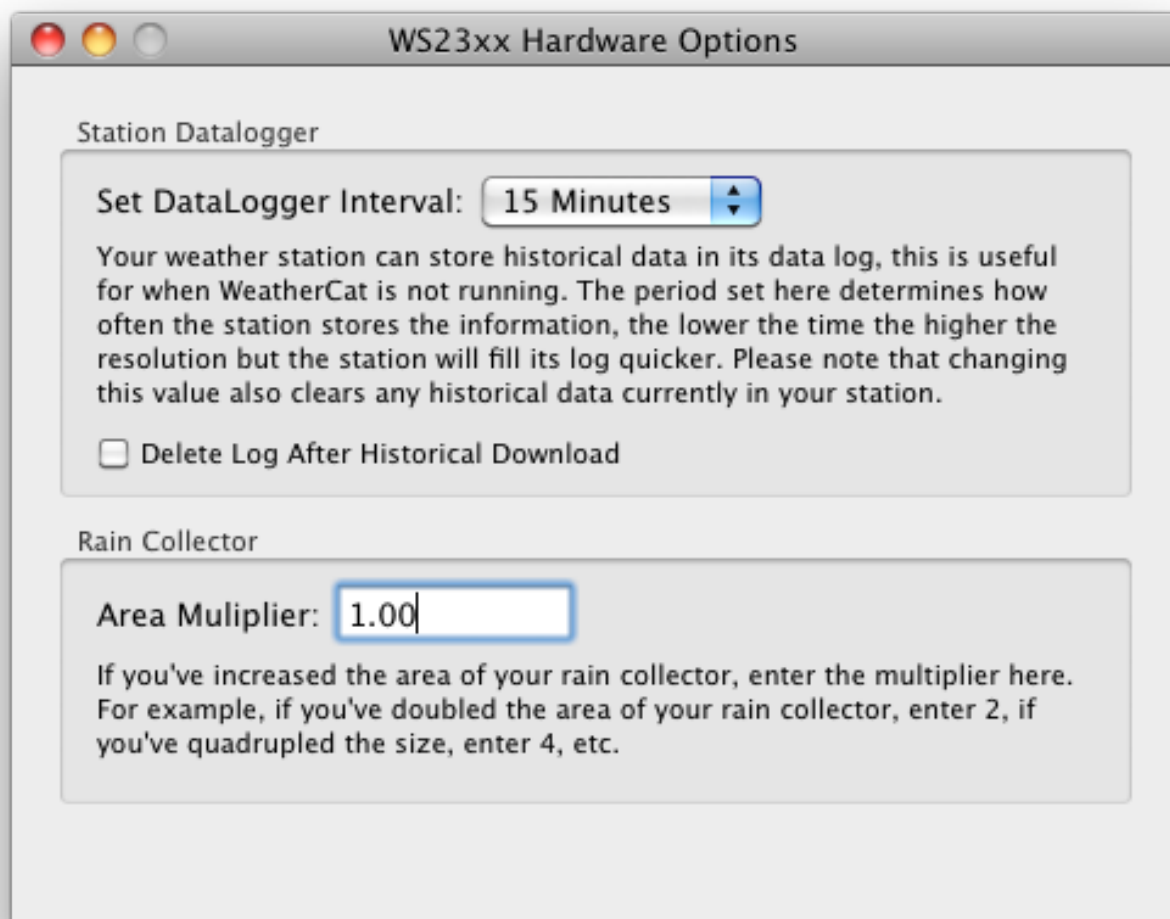 WS23xx Hardware Options
Station Datalogger
Set DataLogger Interval: 15 Minutes
Your weather station can store historical data in its data log, this is useful
for when WeatherCat is not running. The period set here determines how
often the station stores the information, the lower the time the higher the
resolution but the station will fill its log quicker. Please note that changing
this value also clears any historical data currently in your station.
Delete Log After Historical Download
Rain Collector
Area Muliplier: 1.00
If you've increased the area of your rain collector, enter the multiplier here.
For example, if you've doubled the area of your rain collector, enter 2, if
you've quadrupled the size, enter 4, etc.